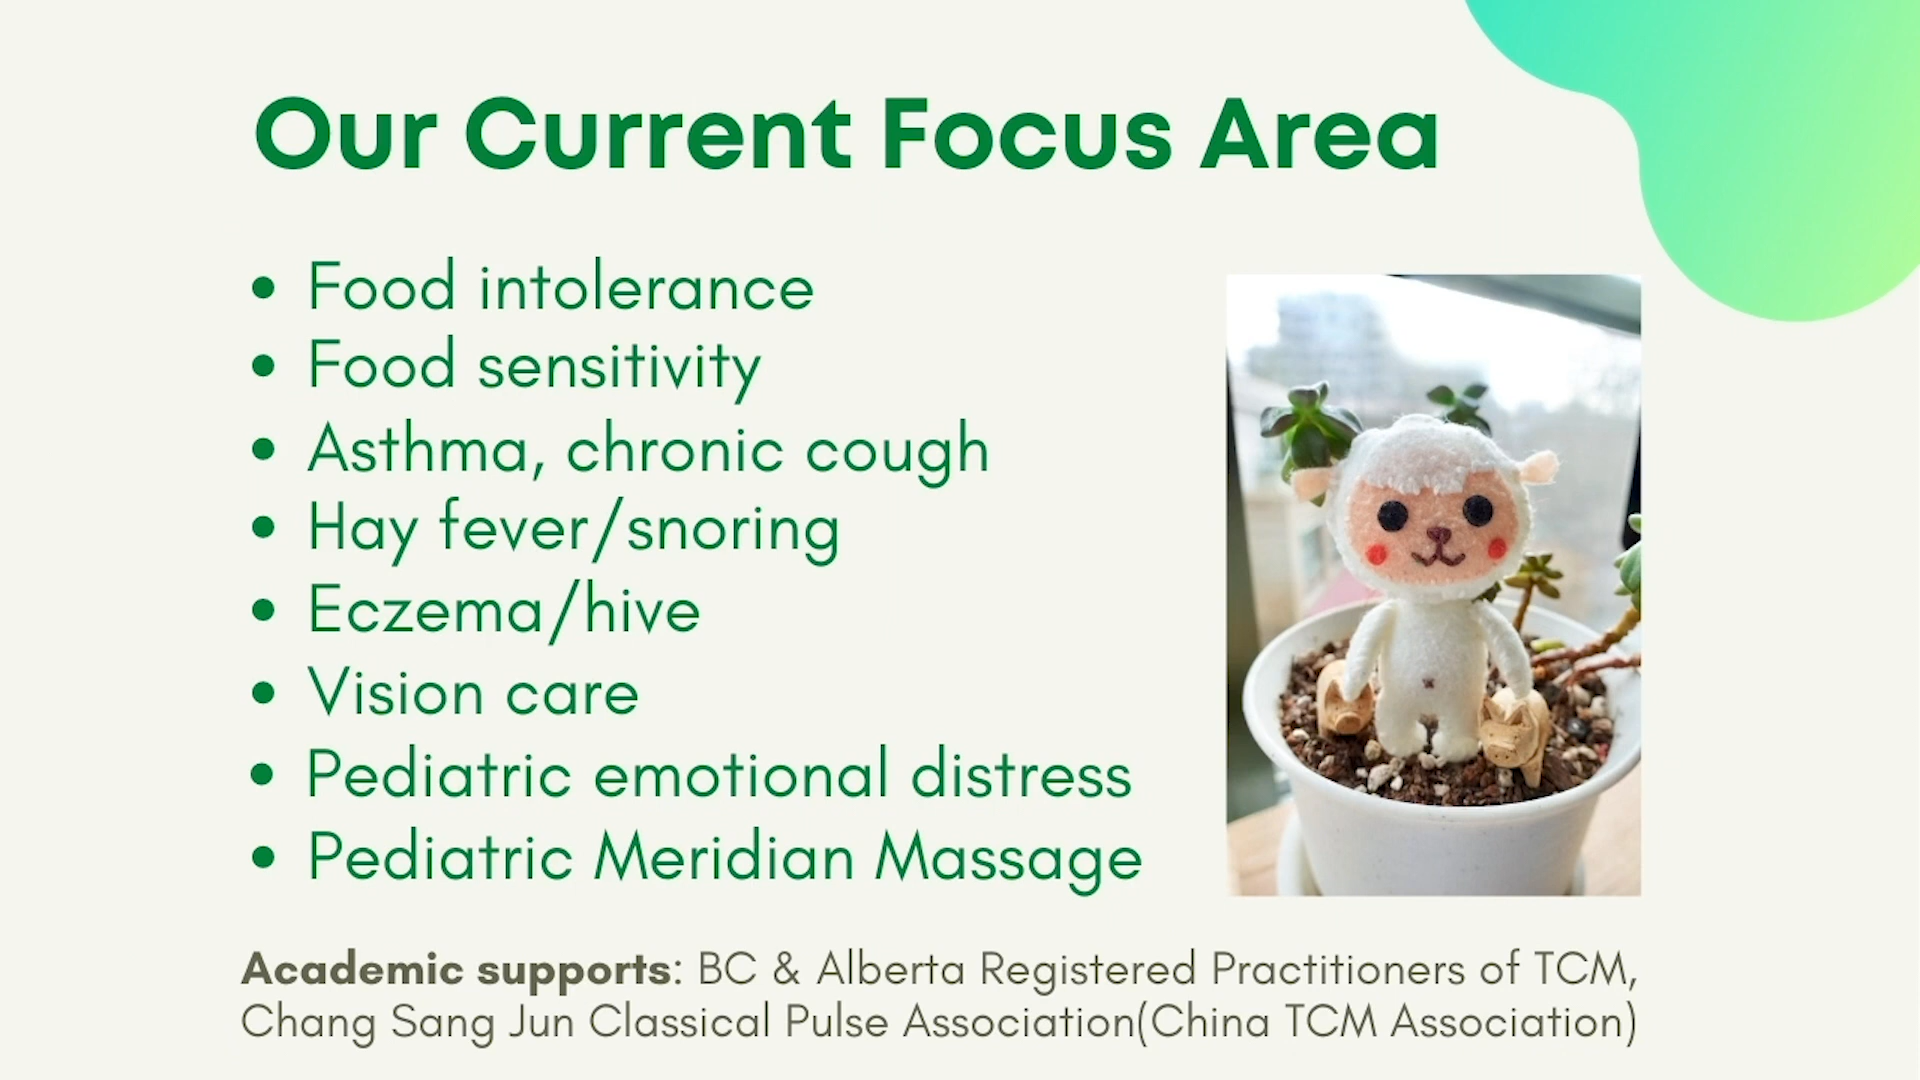 Our Current Focus Area
• Food intolerance
• Food sensitivity
• Asthma, chronic cough
• Hay fever/snoring
• Eczema/hive
• Vision care
• Pediatric emotional distress
• Pediatric Meridian Massage
Academic supports: BC & Alberta Registered Practitioners of TCM,
Chang Sang Jun Classical Pulse Association(China TCM Association)